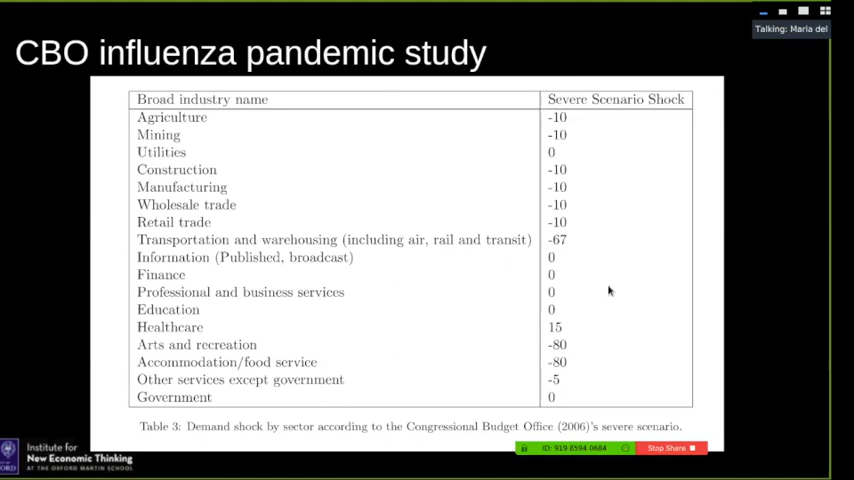 Talking: Maria del
CBO influenza pandemic study
Broad industry name Severe Scenario Shock
Agriculture -10
Mining -10
Utilities 0
Construction -10
Manufacturing -10
Wholesale trade -10
Retail trade -10
Transportation and warehousing (including air, rail and transit) -67
Information (Published, broadcast) 0
Finance 0
Professional and business services 0
Education 0
Healthcare 15
Arts and recreation -80
Accommodation/food service -80
Other services except government -5
Government 0
Table 3: Demand shock by sector according to the Congressional Budget Office (2006)'s severe scenario.
ID: 919 8594 0684 Stop Share
Institute for
New Economic Thinking
AT THE OXFORD MARTIN SCHOOL
ORD